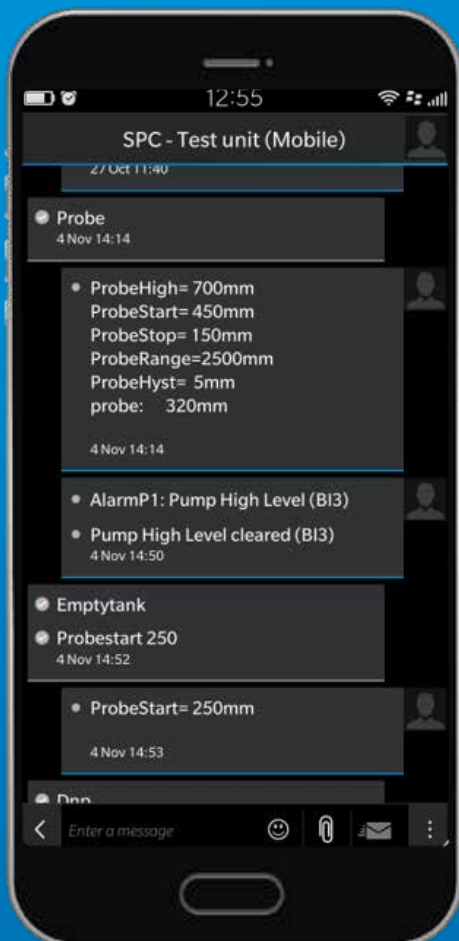 12:55
SPC - Test unit (Mobile)
27 Oct 11:40
Probe
4 Nov 14:14
ProbeHigh= 700mm
ProbeStart= 450mm
ProbeStop= 150mm
ProbeRange=2500mm
ProbeHyst= 5mm
probe: 320mm
4 Nov 14:14
AlarmP1: Pump High Level (BI3)
Pump High Level cleared (BI3)
4 Nov 14:50
Emptytank
Probestart 250
4 Nov 14:52
ProbeStart= 250mm
4 Nov 14:53
Dnp
Enter a message